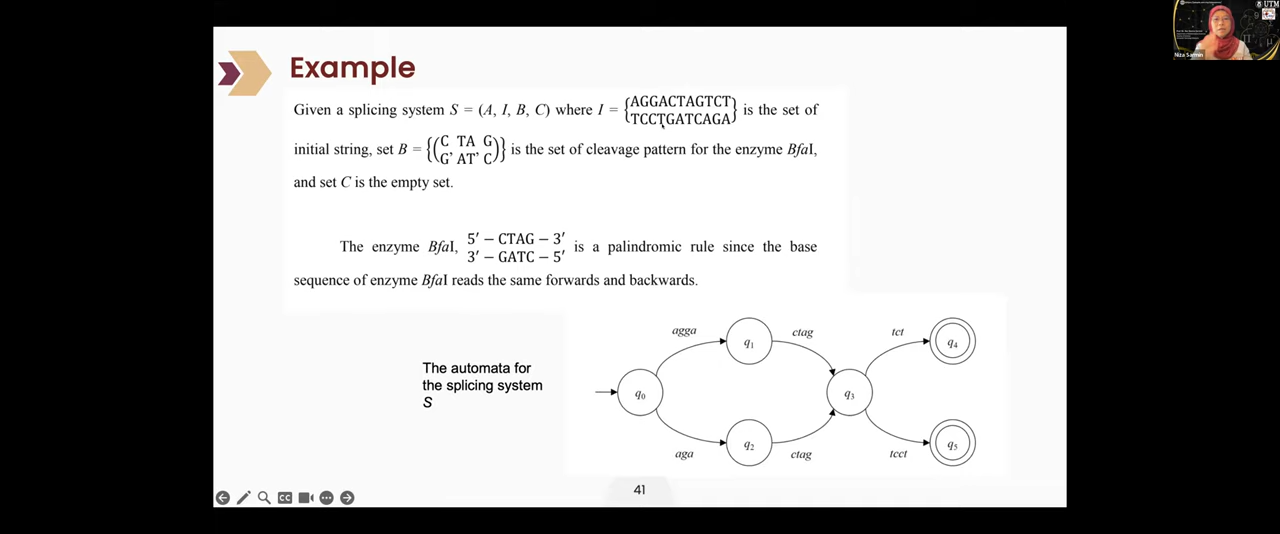 Example
Given a splicing system S = (A, I, B, C) where I = {AGGACTAGTCT / TCCTGATCAGA} is the set of
initial string, set B = {(C/G, TA/AT, G/C)} is the set of cleavage pattern for the enzyme BfaI,
and set C is the empty set.
The enzyme BfaI, 5′ − CTAG − 3′ / 3′ − GATC − 5′ is a palindromic rule since the base
sequence of enzyme BfaI reads the same forwards and backwards.
The automata for
the splicing system
S
agga
ctag
tct
q1
q4
q0
q3
q2
q5
aga
ctag
tcct
41
CC
Niza Sarmin
UTM